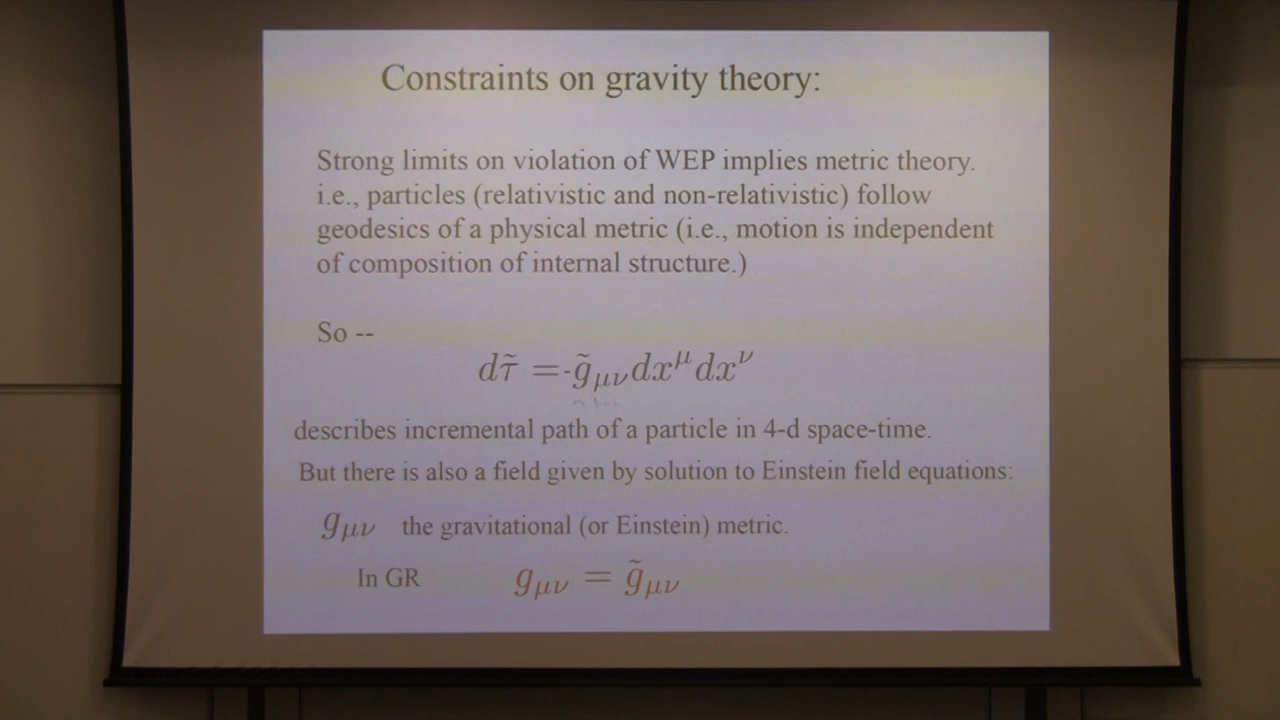 Constraints on gravity theory:
Strong limits on violation of WEP implies metric theory.
i.e., particles (relativistic and non-relativistic) follow
geodesics of a physical metric (i.e., motion is independent
of composition of internal structure.)
So --
dτ̃ = -g̃μν dx^μ dx^ν
describes incremental path of a particle in 4-d space-time.
But there is also a field given by solution to Einstein field equations:
gμν the gravitational (or Einstein) metric.
In GR gμν = g̃μν